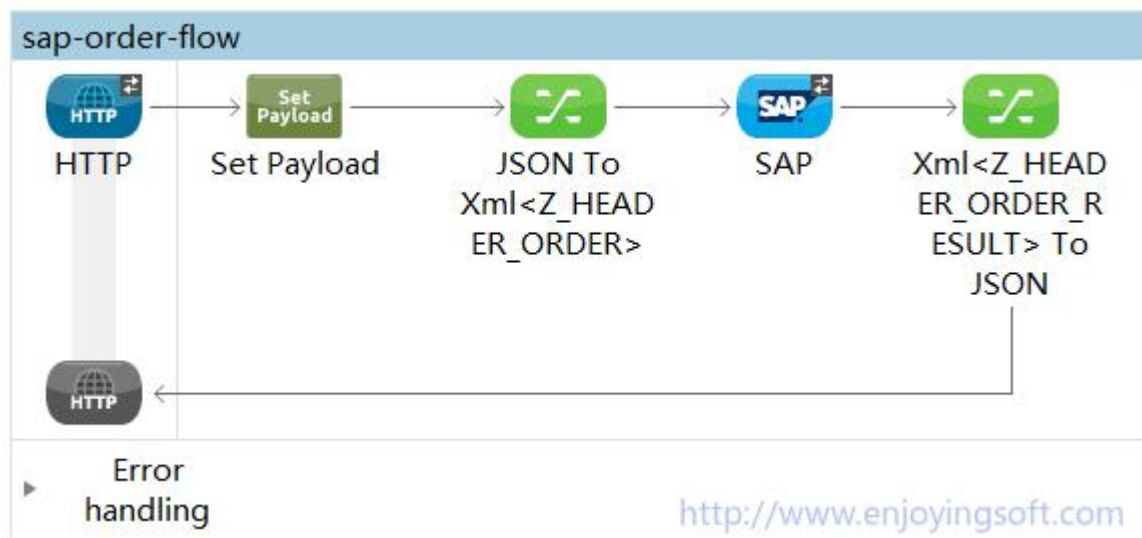 sap-order-flow
HTTP
Set
Payload
SAP
HTTP
Set Payload
JSON To
Xml<Z_HEAD
ER_ORDER>
SAP
Xml<Z_HEAD
ER_ORDER_R
ESULT> To
JSON
HTTP
Error
handling
http://www.enjoyingsoft.com